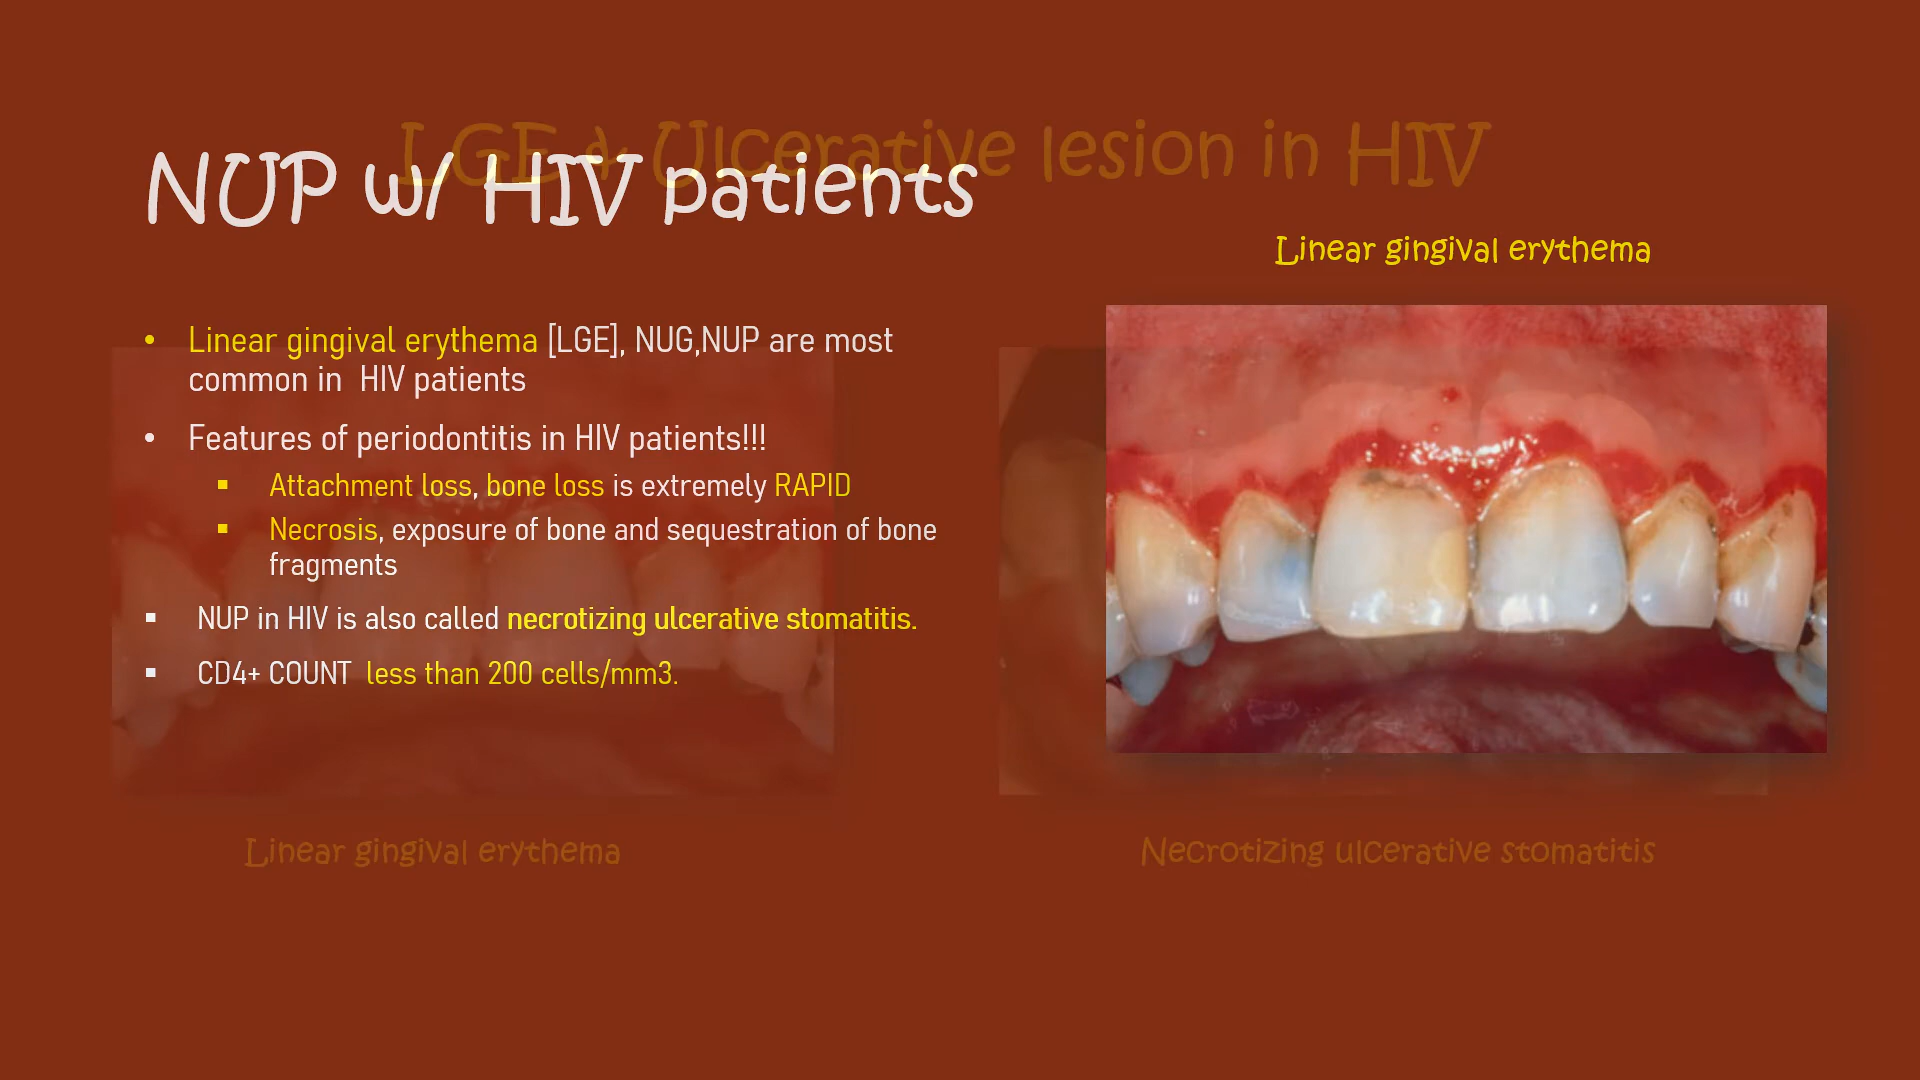 LGE & Ulcerative lesion in HIV
NUP w/ HIV patients
Linear gingival erythema
• Linear gingival erythema [LGE], NUG,NUP are most
common in HIV patients
• Features of periodontitis in HIV patients!!!
▪ Attachment loss, bone loss is extremely RAPID
▪ Necrosis, exposure of bone and sequestration of bone
fragments
▪ NUP in HIV is also called necrotizing ulcerative stomatitis.
▪ CD4+ COUNT less than 200 cells/mm3.
Linear gingival erythema
Necrotizing ulcerative stomatitis